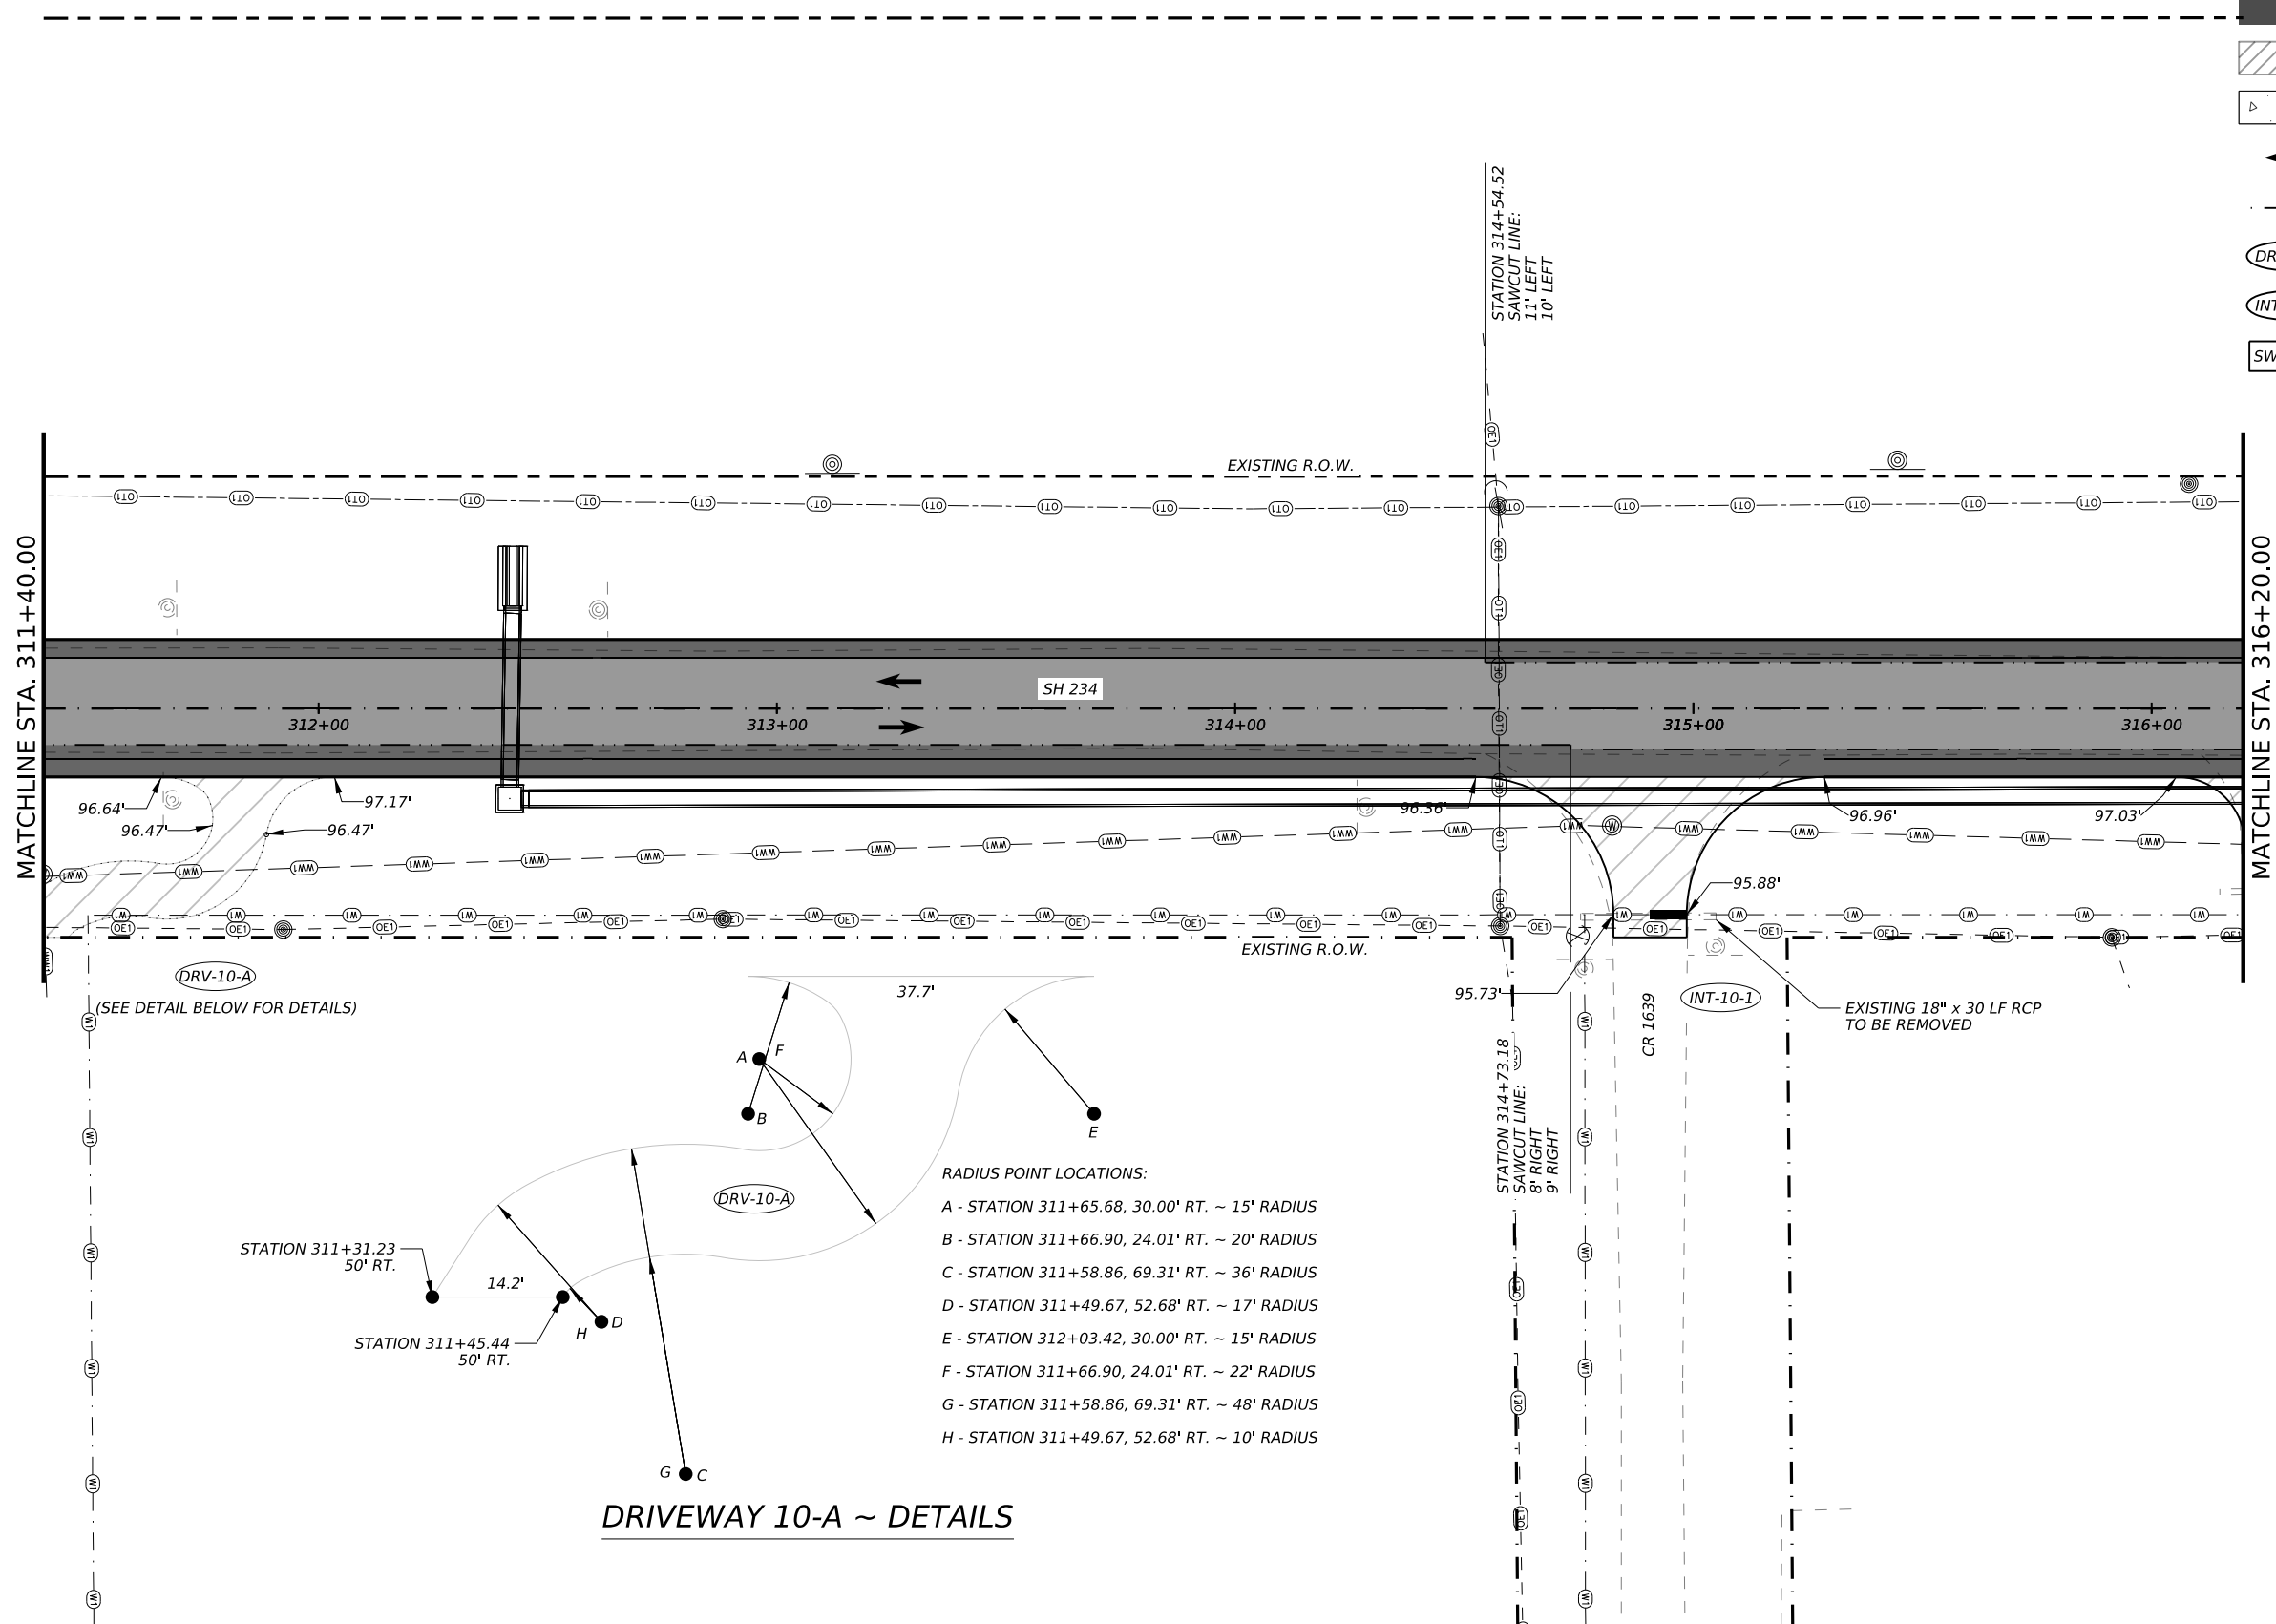 STATION 314+54.52
SAWCUT LINE:
11' LEFT
10' LEFT
EXISTING R.O.W.
MATCHLINE STA. 311+40.00
MATCHLINE STA. 316+20.00
SH 234
312+00
313+00
314+00
315+00
316+00
96.64'
97.17'
96.47'
96.47'
96.36'
96.96'
97.03'
95.88'
95.73'
EXISTING R.O.W.
DRV-10-A
(SEE DETAIL BELOW FOR DETAILS)
INT-10-1
CR 1639
EXISTING 18" x 30 LF RCP
TO BE REMOVED
STATION 314+73.18
SAWCUT LINE:
8' RIGHT
9' RIGHT
37.7'
A
F
B
E
DRV-10-A
STATION 311+31.23
50' RT.
14.2'
STATION 311+45.44
50' RT.
H
D
G
C
RADIUS POINT LOCATIONS:
A - STATION 311+65.68, 30.00' RT. ~ 15' RADIUS
B - STATION 311+66.90, 24.01' RT. ~ 20' RADIUS
C - STATION 311+58.86, 69.31' RT. ~ 36' RADIUS
D - STATION 311+49.67, 52.68' RT. ~ 17' RADIUS
E - STATION 312+03.42, 30.00' RT. ~ 15' RADIUS
F - STATION 311+66.90, 24.01' RT. ~ 22' RADIUS
G - STATION 311+58.86, 69.31' RT. ~ 48' RADIUS
H - STATION 311+49.67, 52.68' RT. ~ 10' RADIUS
DRIVEWAY 10-A ~ DETAILS